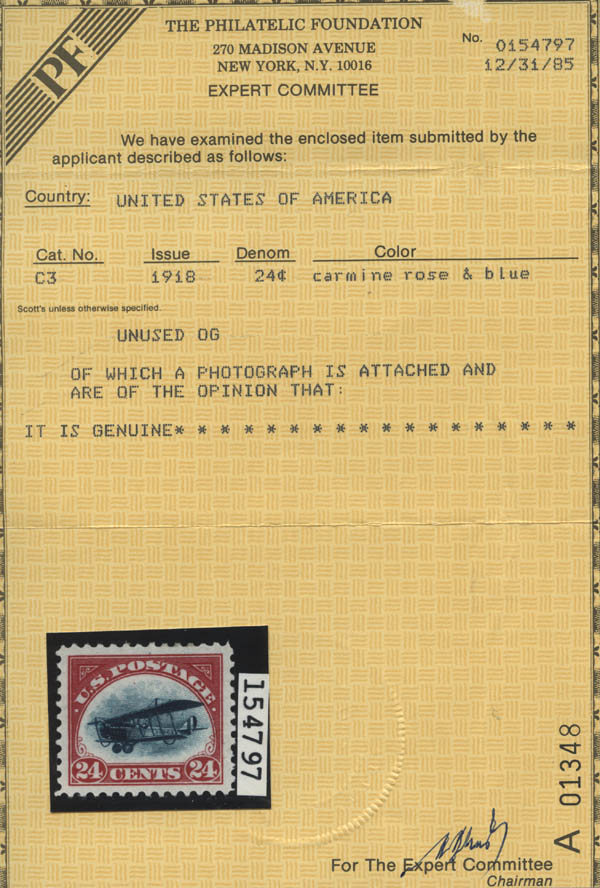 PF
THE PHILATELIC FOUNDATION
270 MADISON AVENUE
NEW YORK, N.Y. 10016
EXPERT COMMITTEE
No. 0154797
12/31/85
We have examined the enclosed item submitted by the
applicant described as follows:
Country: UNITED STATES OF AMERICA
Cat. No. Issue Denom Color
C3 1918 24¢ carmine rose & blue
Scott's unless otherwise specified.
UNUSED OG
OF WHICH A PHOTOGRAPH IS ATTACHED AND
ARE OF THE OPINION THAT:
IT IS GENUINE* * * * * * * * * * * * * * * * * *
U.S. POSTAGE
24 CENTS 24
154797
A 01348
For The Expert Committee
Chairman